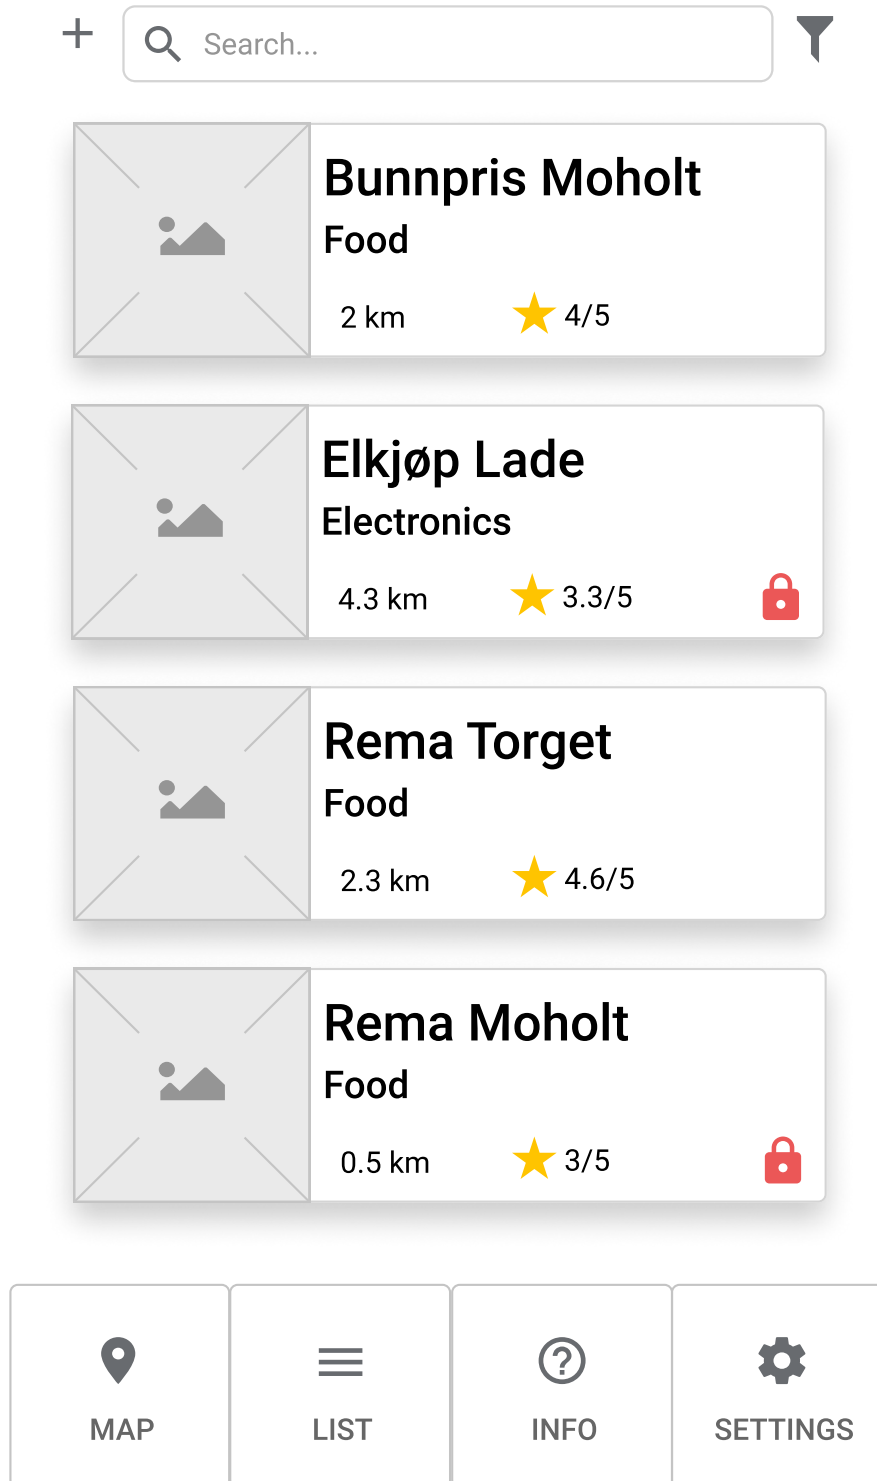 Search...
Bunnpris Moholt
Food
2 km 4/5
Elkjøp Lade
Electronics
4.3 km 3.3/5
Rema Torget
Food
2.3 km 4.6/5
Rema Moholt
Food
0.5 km 3/5
MAP LIST INFO SETTINGS